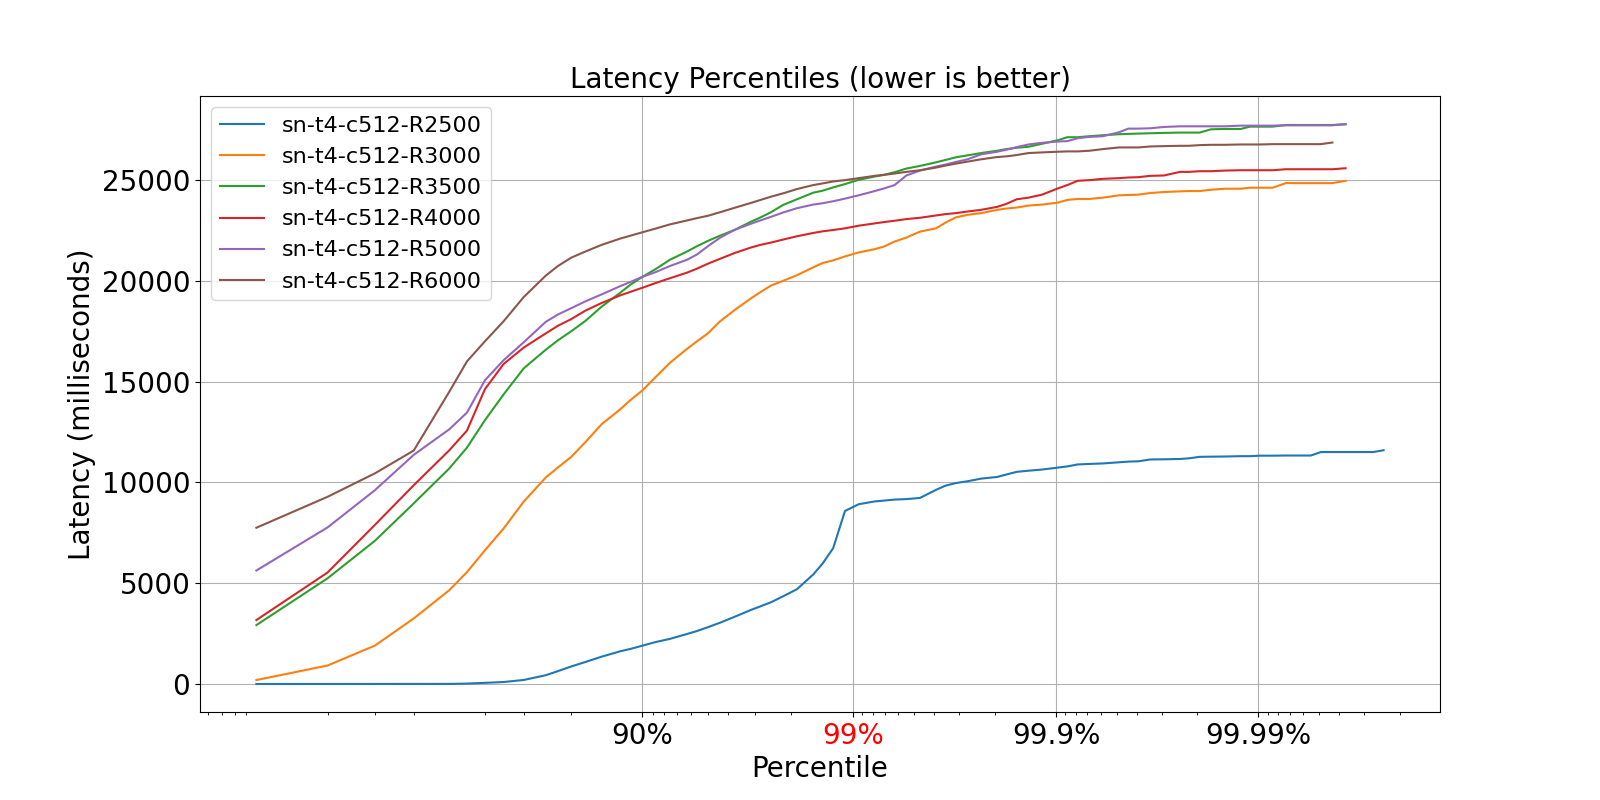 Latency Percentiles (lower is better)
sn-t4-c512-R2500
sn-t4-c512-R3000
sn-t4-c512-R3500
sn-t4-c512-R4000
sn-t4-c512-R5000
sn-t4-c512-R6000
25000
20000
15000
10000
5000
0
Latency (milliseconds)
90% 99% 99.9% 99.99%
Percentile